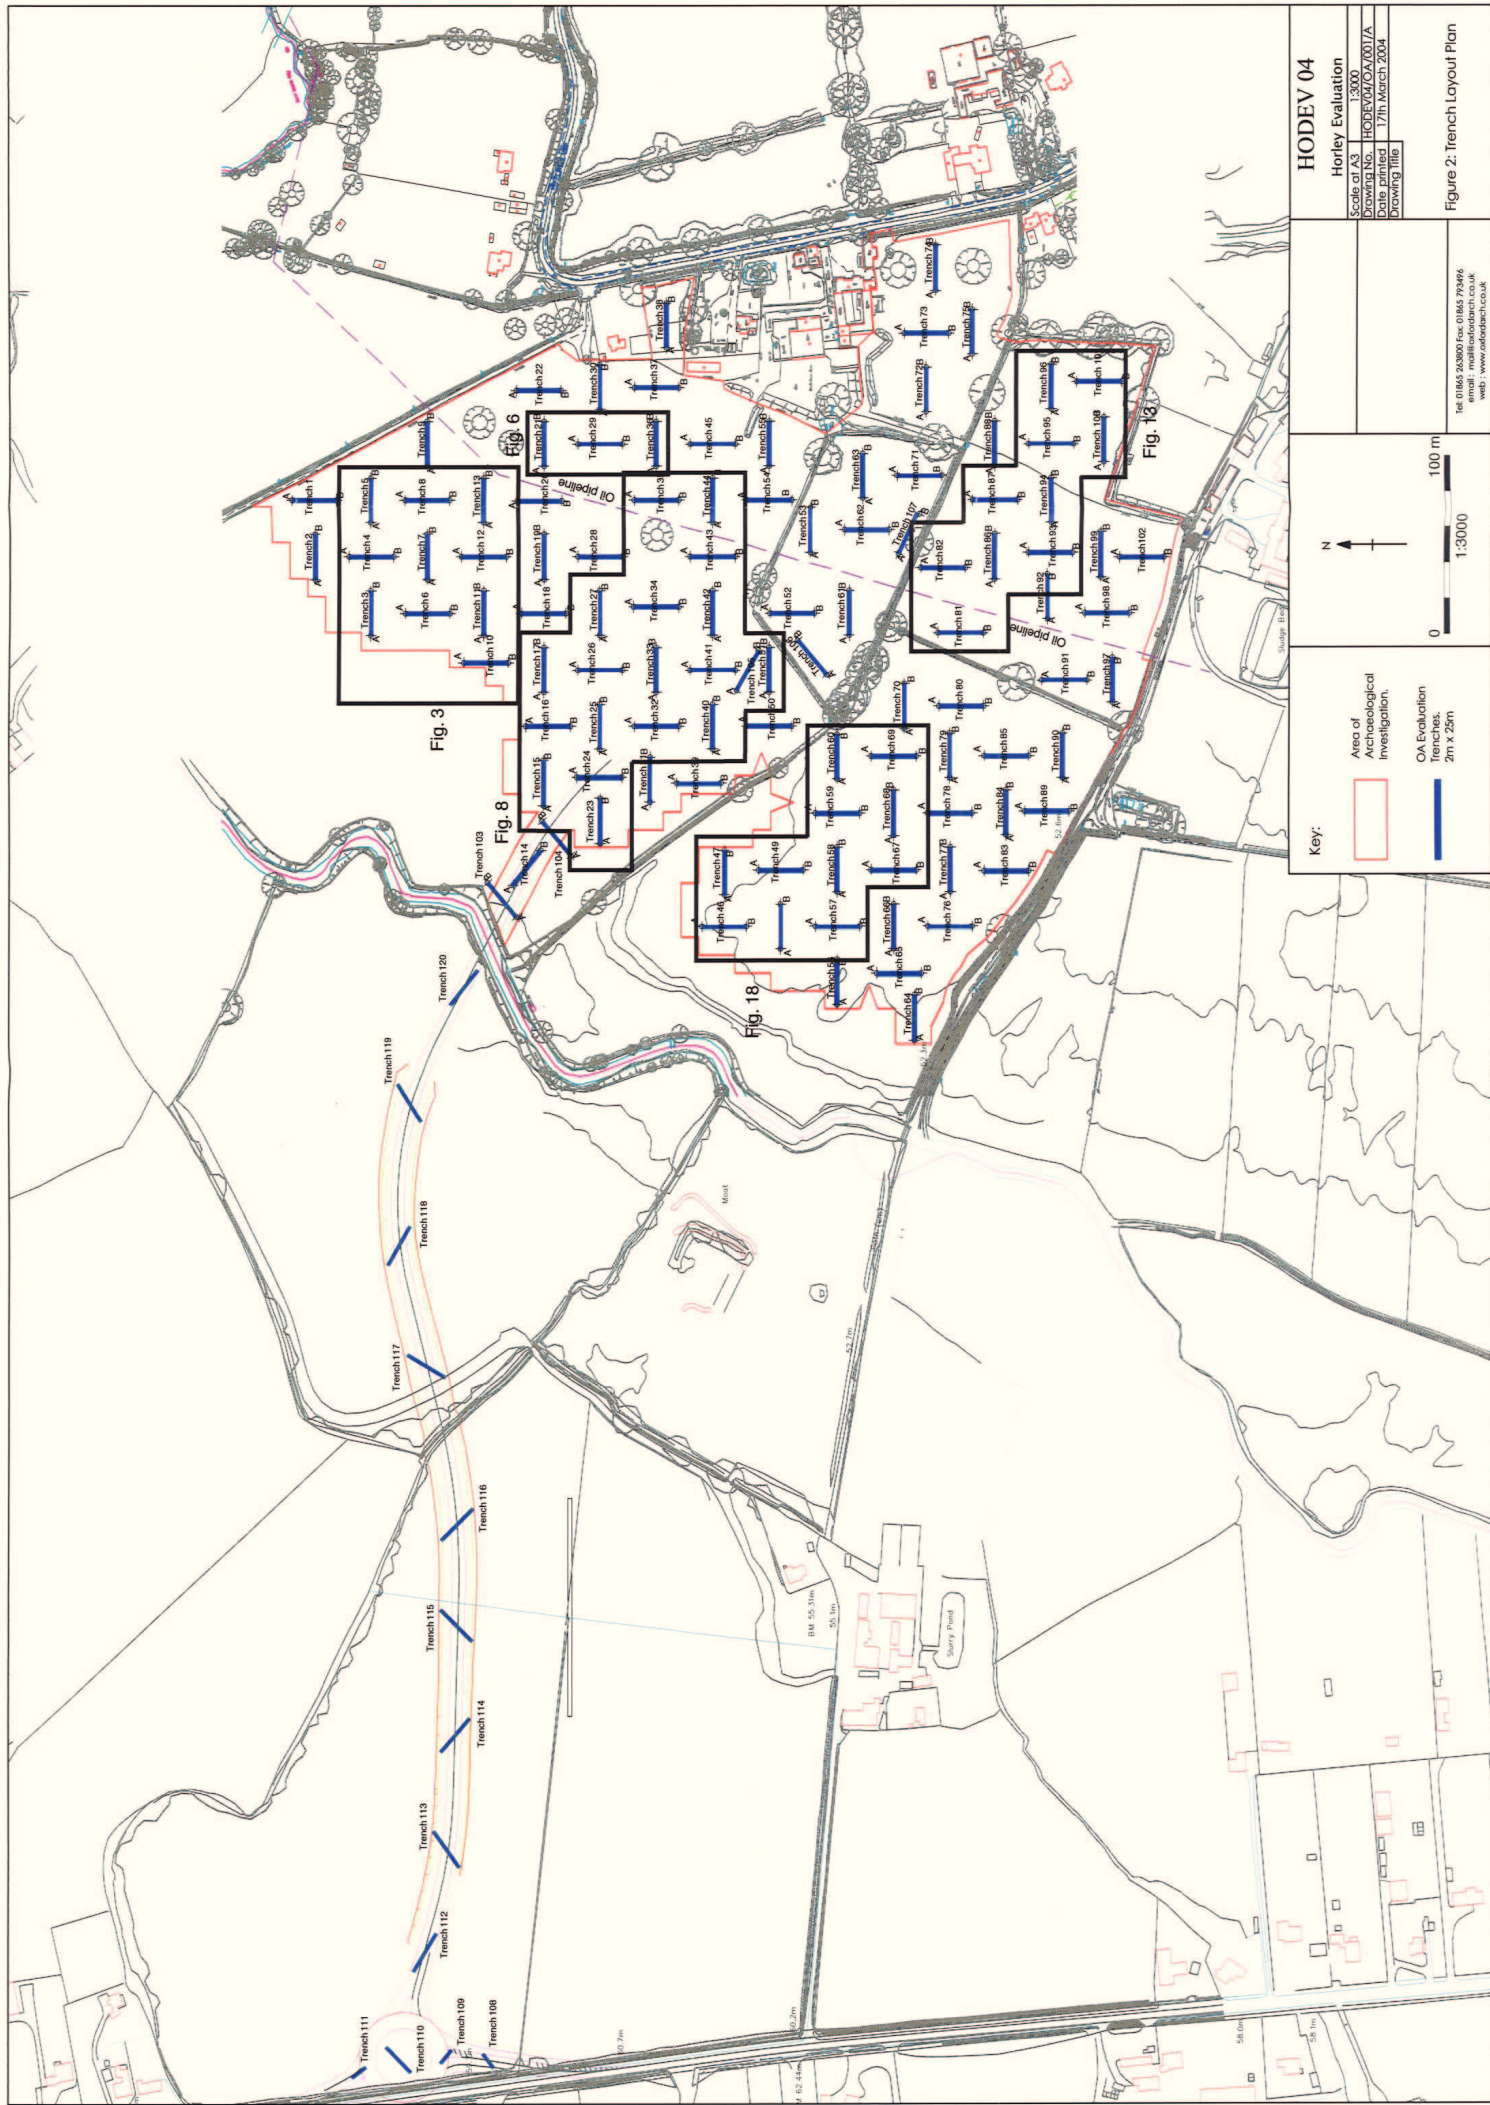 HODEV 04
Horley Evaluation
Scale at A3 1:3000
Drawing No. HODEV04/OA/001/A
Date printed 17th March 2004
Drawing Title
Figure 2: Trench Layout Plan
Tel: 01865 263800 Fax: 01865 793496
email: mail@oxfordarch.co.uk
web: www.oxfordarch.co.uk
N
0 100 m
1:3000
Key:
Area of
Archaeological
Investigation.
OA Evaluation
Trenches.
2m x 25m
Fig. 3
Fig. 6
Fig. 8
Fig. 13
Fig. 18
Oil pipeline
Oil pipeline
Trench 1
Trench 2
Trench 3
Trench 4
Trench 5
Trench 6
Trench 7
Trench 8
Trench 9
Trench 10
Trench 11
Trench 12
Trench 13
Trench 14
Trench 15
Trench 16
Trench 17
Trench 18
Trench 19
Trench 21
Trench 22
Trench 23
Trench 24
Trench 25
Trench 26
Trench 27
Trench 28
Trench 29
Trench 30
Trench 32
Trench 33
Trench 34
Trench 37
Trench 38
Trench 39
Trench 40
Trench 41
Trench 42
Trench 43
Trench 44
Trench 45
Trench 46
Trench 47
Trench 49
Trench 50
Trench 52
Trench 53
Trench 54
Trench 57
Trench 58
Trench 59
Trench 60
Trench 61
Trench 62
Trench 63
Trench 64
Trench 65
Trench 66
Trench 67
Trench 68
Trench 69
Trench 70
Trench 71
Trench 72
Trench 73
Trench 74
Trench 75
Trench 76
Trench 77
Trench 78
Trench 79
Trench 80
Trench 81
Trench 82
Trench 83
Trench 84
Trench 85
Trench 86
Trench 87
Trench 89
Trench 90
Trench 91
Trench 92
Trench 93
Trench 94
Trench 95
Trench 96
Trench 97
Trench 98
Trench 99
Trench 102
Trench 103
Trench 104
Trench 106
Trench 107
Trench 108
Trench 109
Trench 110
Trench 111
Trench 112
Trench 113
Trench 114
Trench 115
Trench 116
Trench 117
Trench 118
Trench 119
Trench 120
Moat
Slurry Pond
BM 55.31m
55.1m
52.7m
52.6m
52.3m
60.7m
60.2m
58.0m
58.1m